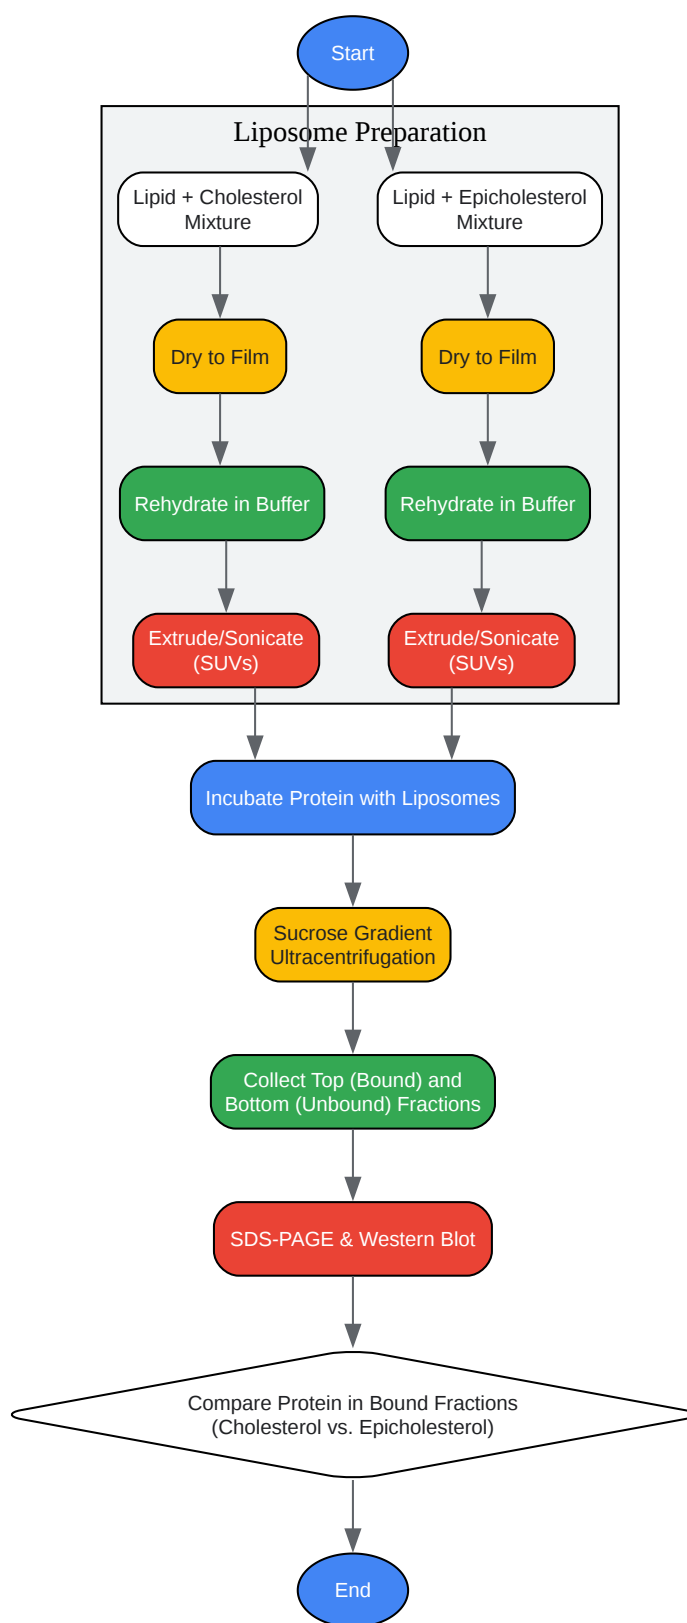 Start
Liposome Preparation
Lipid + Cholesterol
Mixture
Lipid + Epicholesterol
Mixture
Dry to Film
Dry to Film
Rehydrate in Buffer
Rehydrate in Buffer
Extrude/Sonicate
(SUVs)
Extrude/Sonicate
(SUVs)
Incubate Protein with Liposomes
Sucrose Gradient
Ultracentrifugation
Collect Top (Bound) and
Bottom (Unbound) Fractions
SDS-PAGE & Western Blot
Compare Protein in Bound Fractions
(Cholesterol vs. Epicholesterol)
End